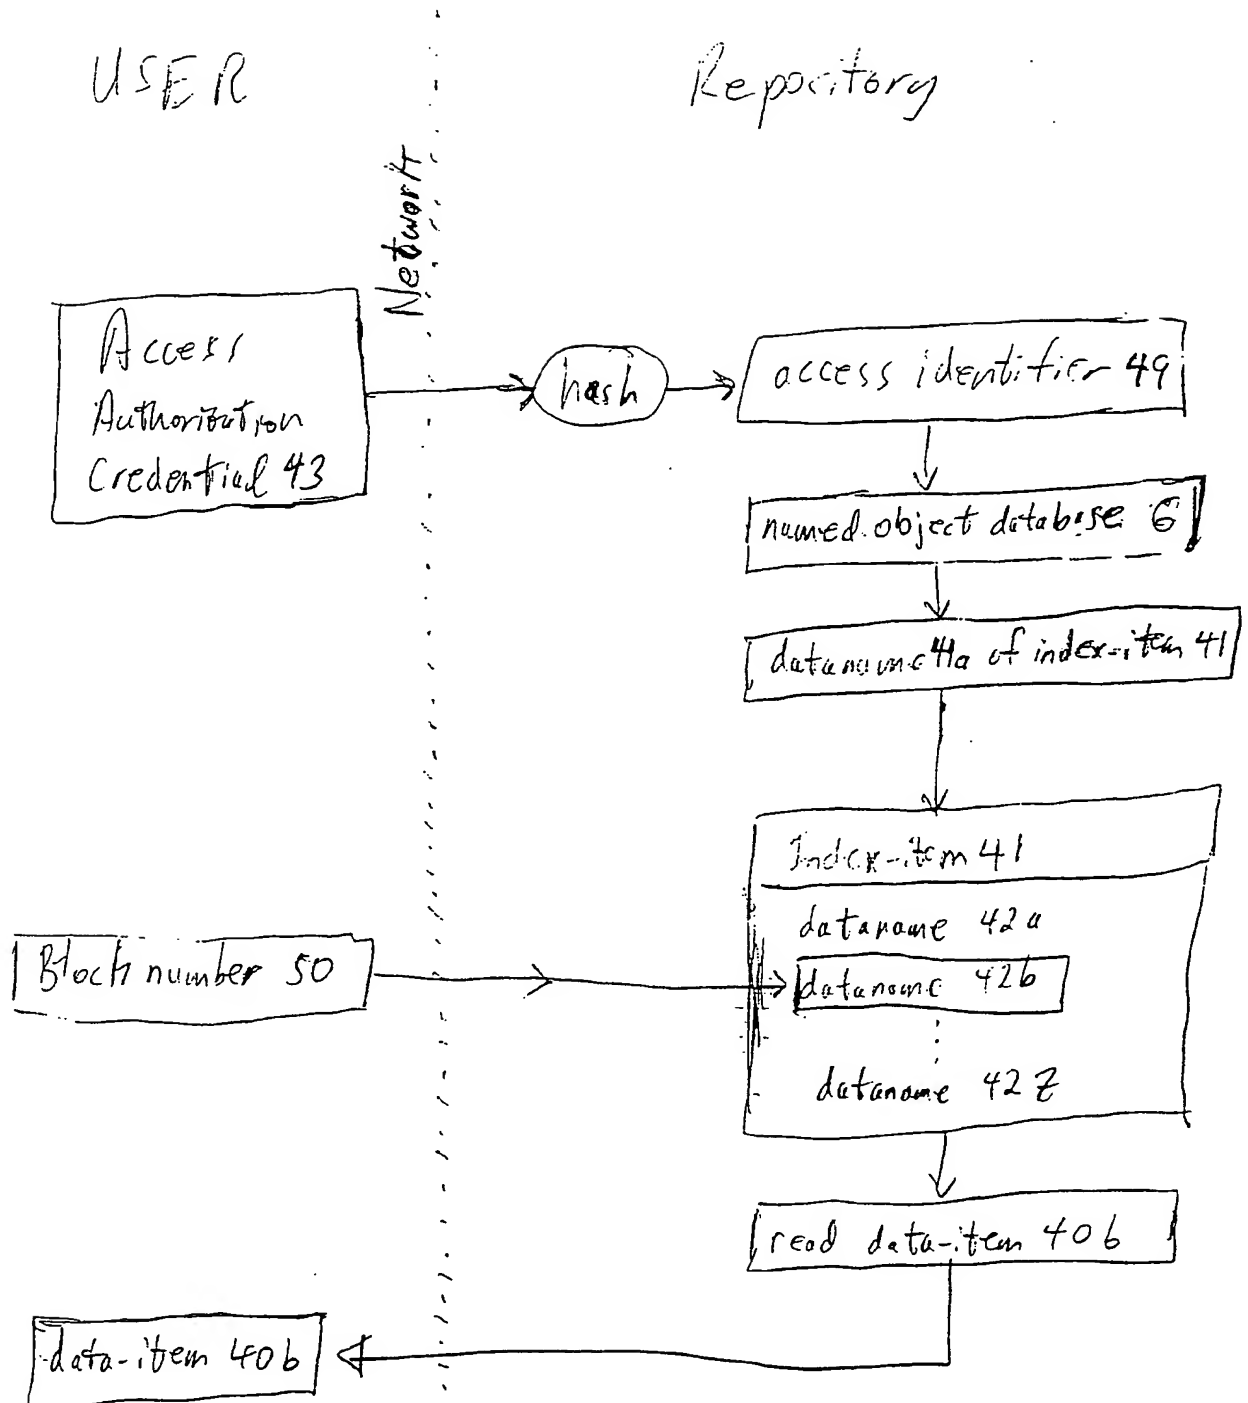 USER
Repository
Network
Access
Authorization
Credential 43
hash
access identifier 49
named object database 6
dataname 41a of index-item 41
Index-item 41
dataname 42a
Block number 50
dataname 42b
dataname 42Z
read data-item 40b
data-item 40b